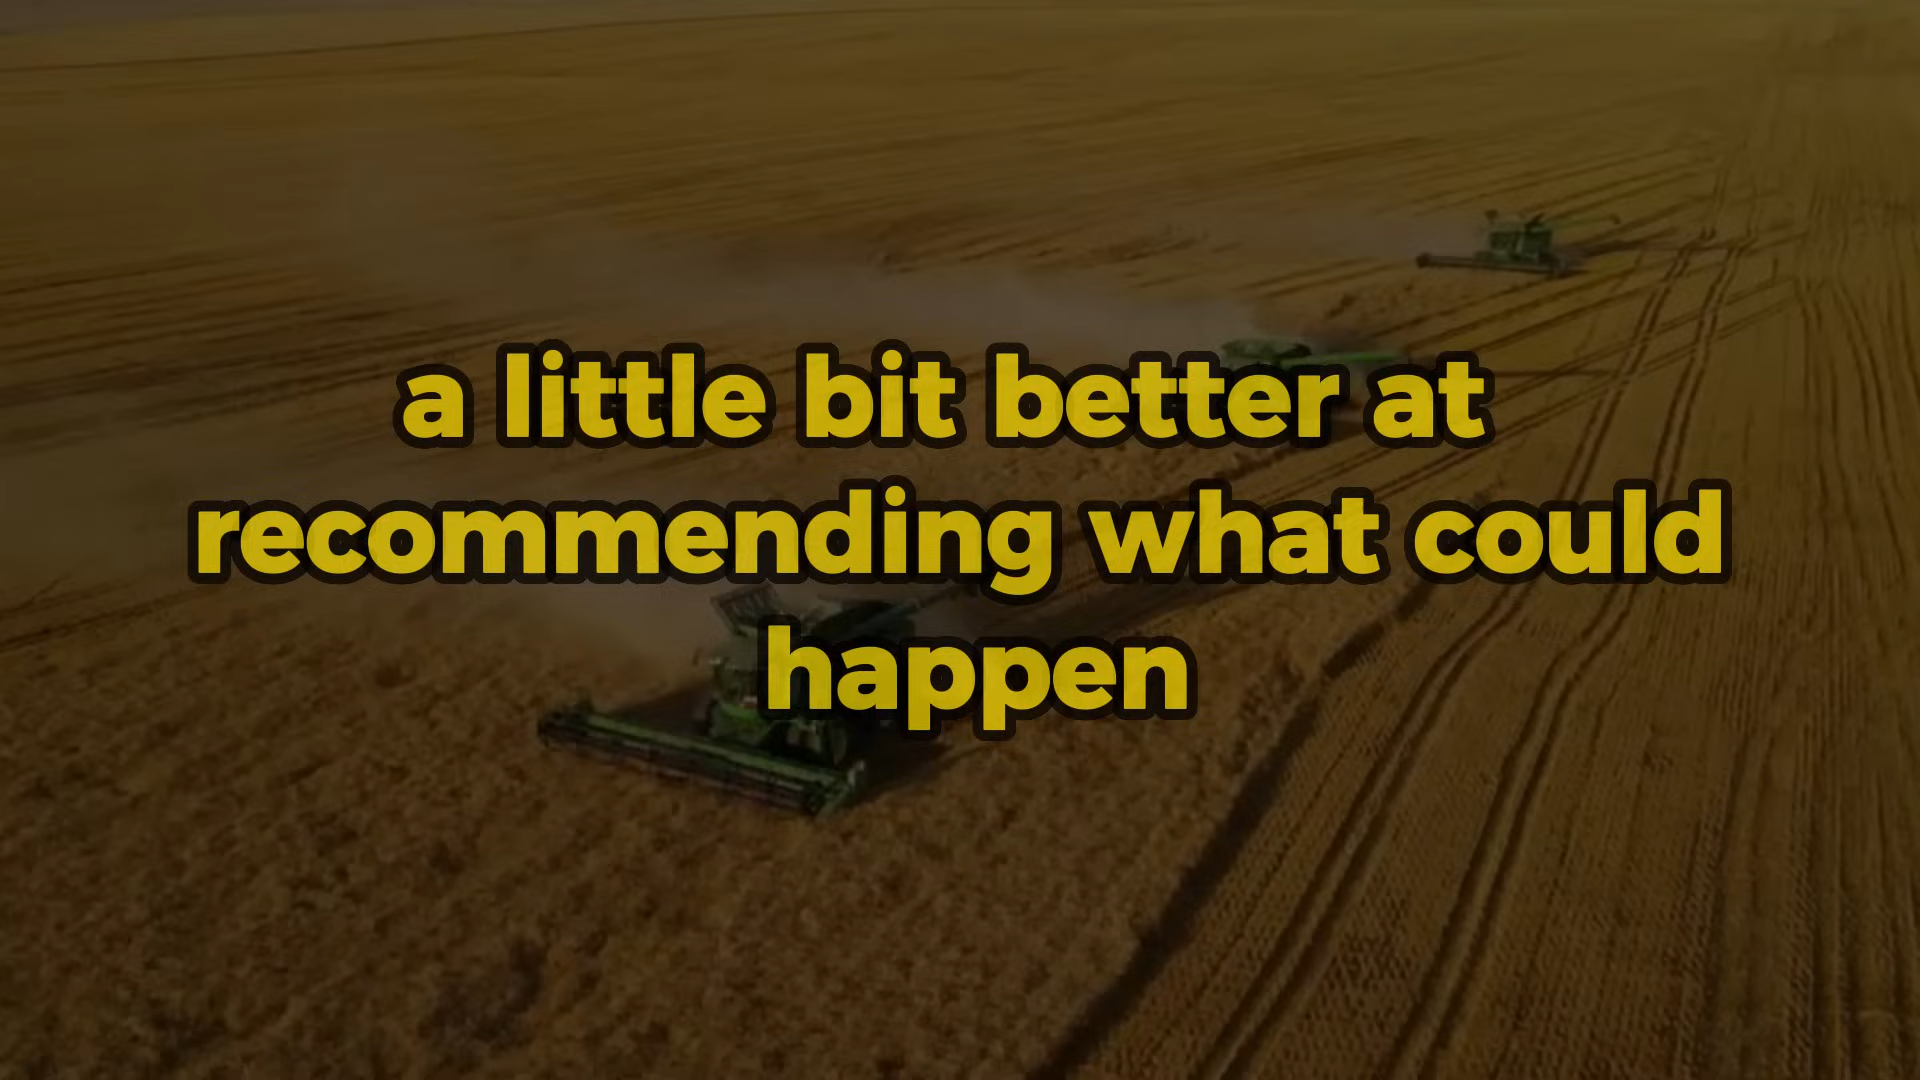 a little bit better at
recommending what could
happen